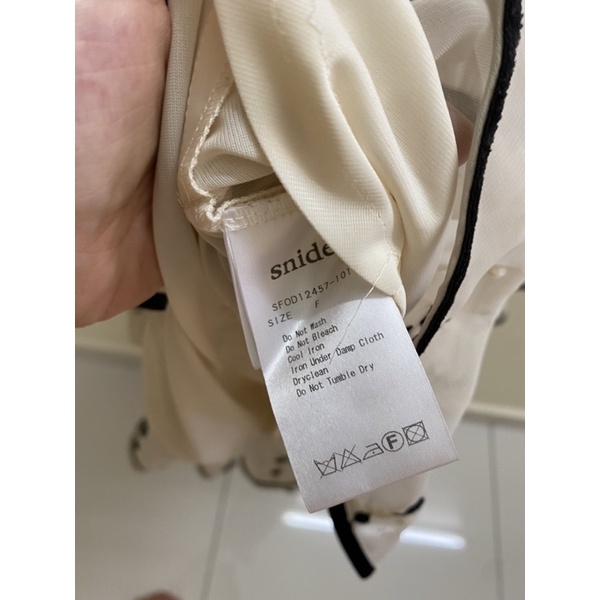 snide
SFOD12457-101
SIZE F
Do Not Wash
Do Not Bleach
Cool Iron
Iron Under Damp Cloth
Dryclean
Do Not Tumble Dry
F